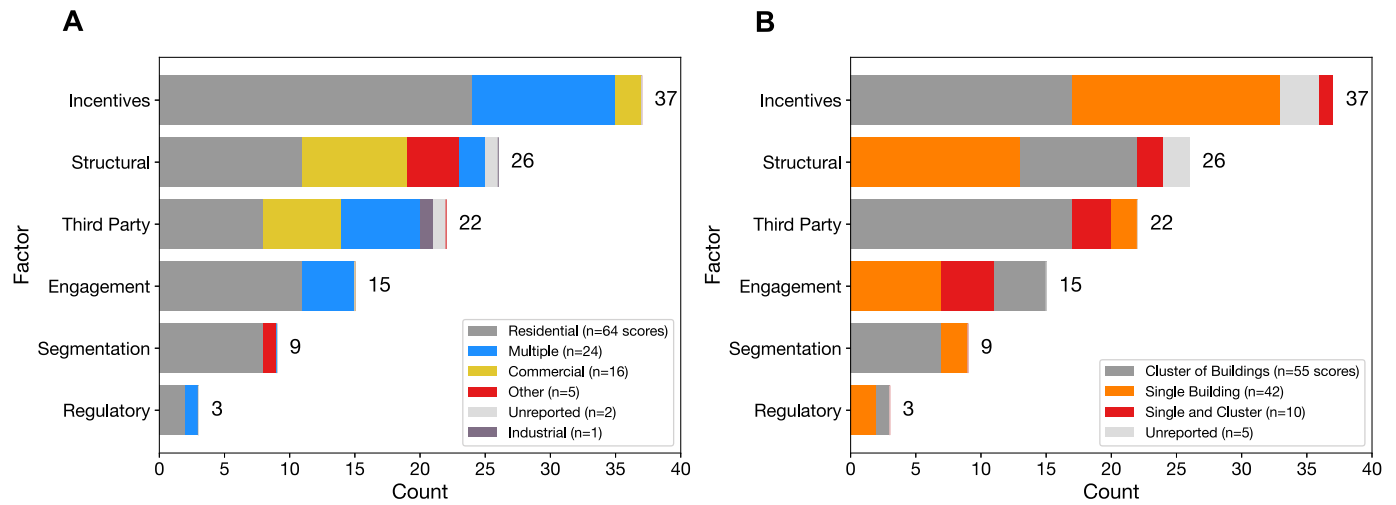 A
Factor
Incentives
Structural
Third Party
Engagement
Segmentation
Regulatory
37
26
22
15
9
3
Residential (n=64 scores)
Multiple (n=24)
Commercial (n=16)
Other (n=5)
Unreported (n=2)
Industrial (n=1)
0 5 10 15 20 25 30 35 40
Count
B
Factor
Incentives
Structural
Third Party
Engagement
Segmentation
Regulatory
37
26
22
15
9
3
Cluster of Buildings (n=55 scores)
Single Building (n=42)
Single and Cluster (n=10)
Unreported (n=5)
0 5 10 15 20 25 30 35 40
Count